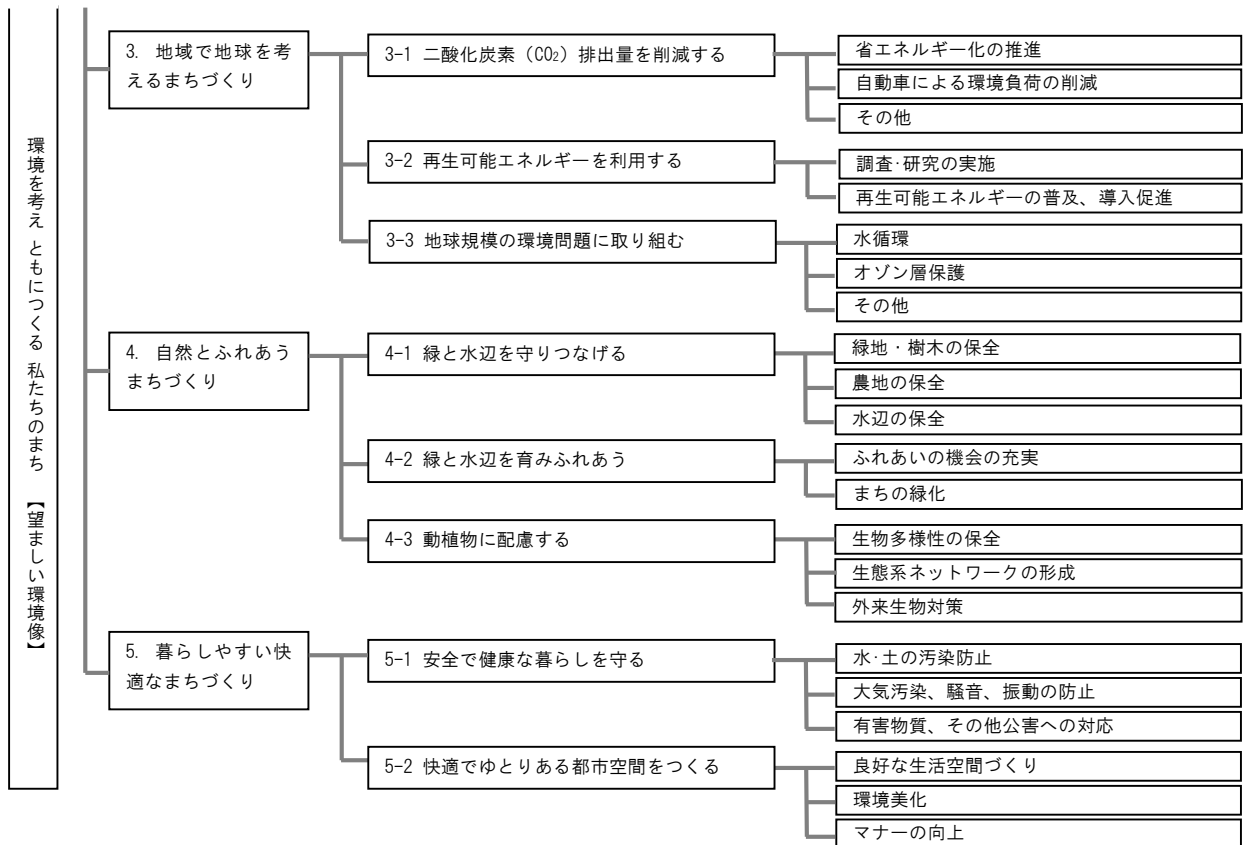 環境を考え ともにつくる 私たちのまち 【望ましい環境像】
3. 地域で地球を考
えるまちづくり
3-1 二酸化炭素（CO₂）排出量を削減する
省エネルギー化の推進
自動車による環境負荷の削減
その他
3-2 再生可能エネルギーを利用する
調査･研究の実施
再生可能エネルギーの普及、導入促進
3-3 地球規模の環境問題に取り組む
水循環
オゾン層保護
その他
4. 自然とふれあう
まちづくり
4-1 緑と水辺を守りつなげる
緑地・樹木の保全
農地の保全
水辺の保全
4-2 緑と水辺を育みふれあう
ふれあいの機会の充実
まちの緑化
4-3 動植物に配慮する
生物多様性の保全
生態系ネットワークの形成
外来生物対策
5. 暮らしやすい快
適なまちづくり
5-1 安全で健康な暮らしを守る
水･土の汚染防止
大気汚染、騒音、振動の防止
有害物質、その他公害への対応
5-2 快適でゆとりある都市空間をつくる
良好な生活空間づくり
環境美化
マナーの向上